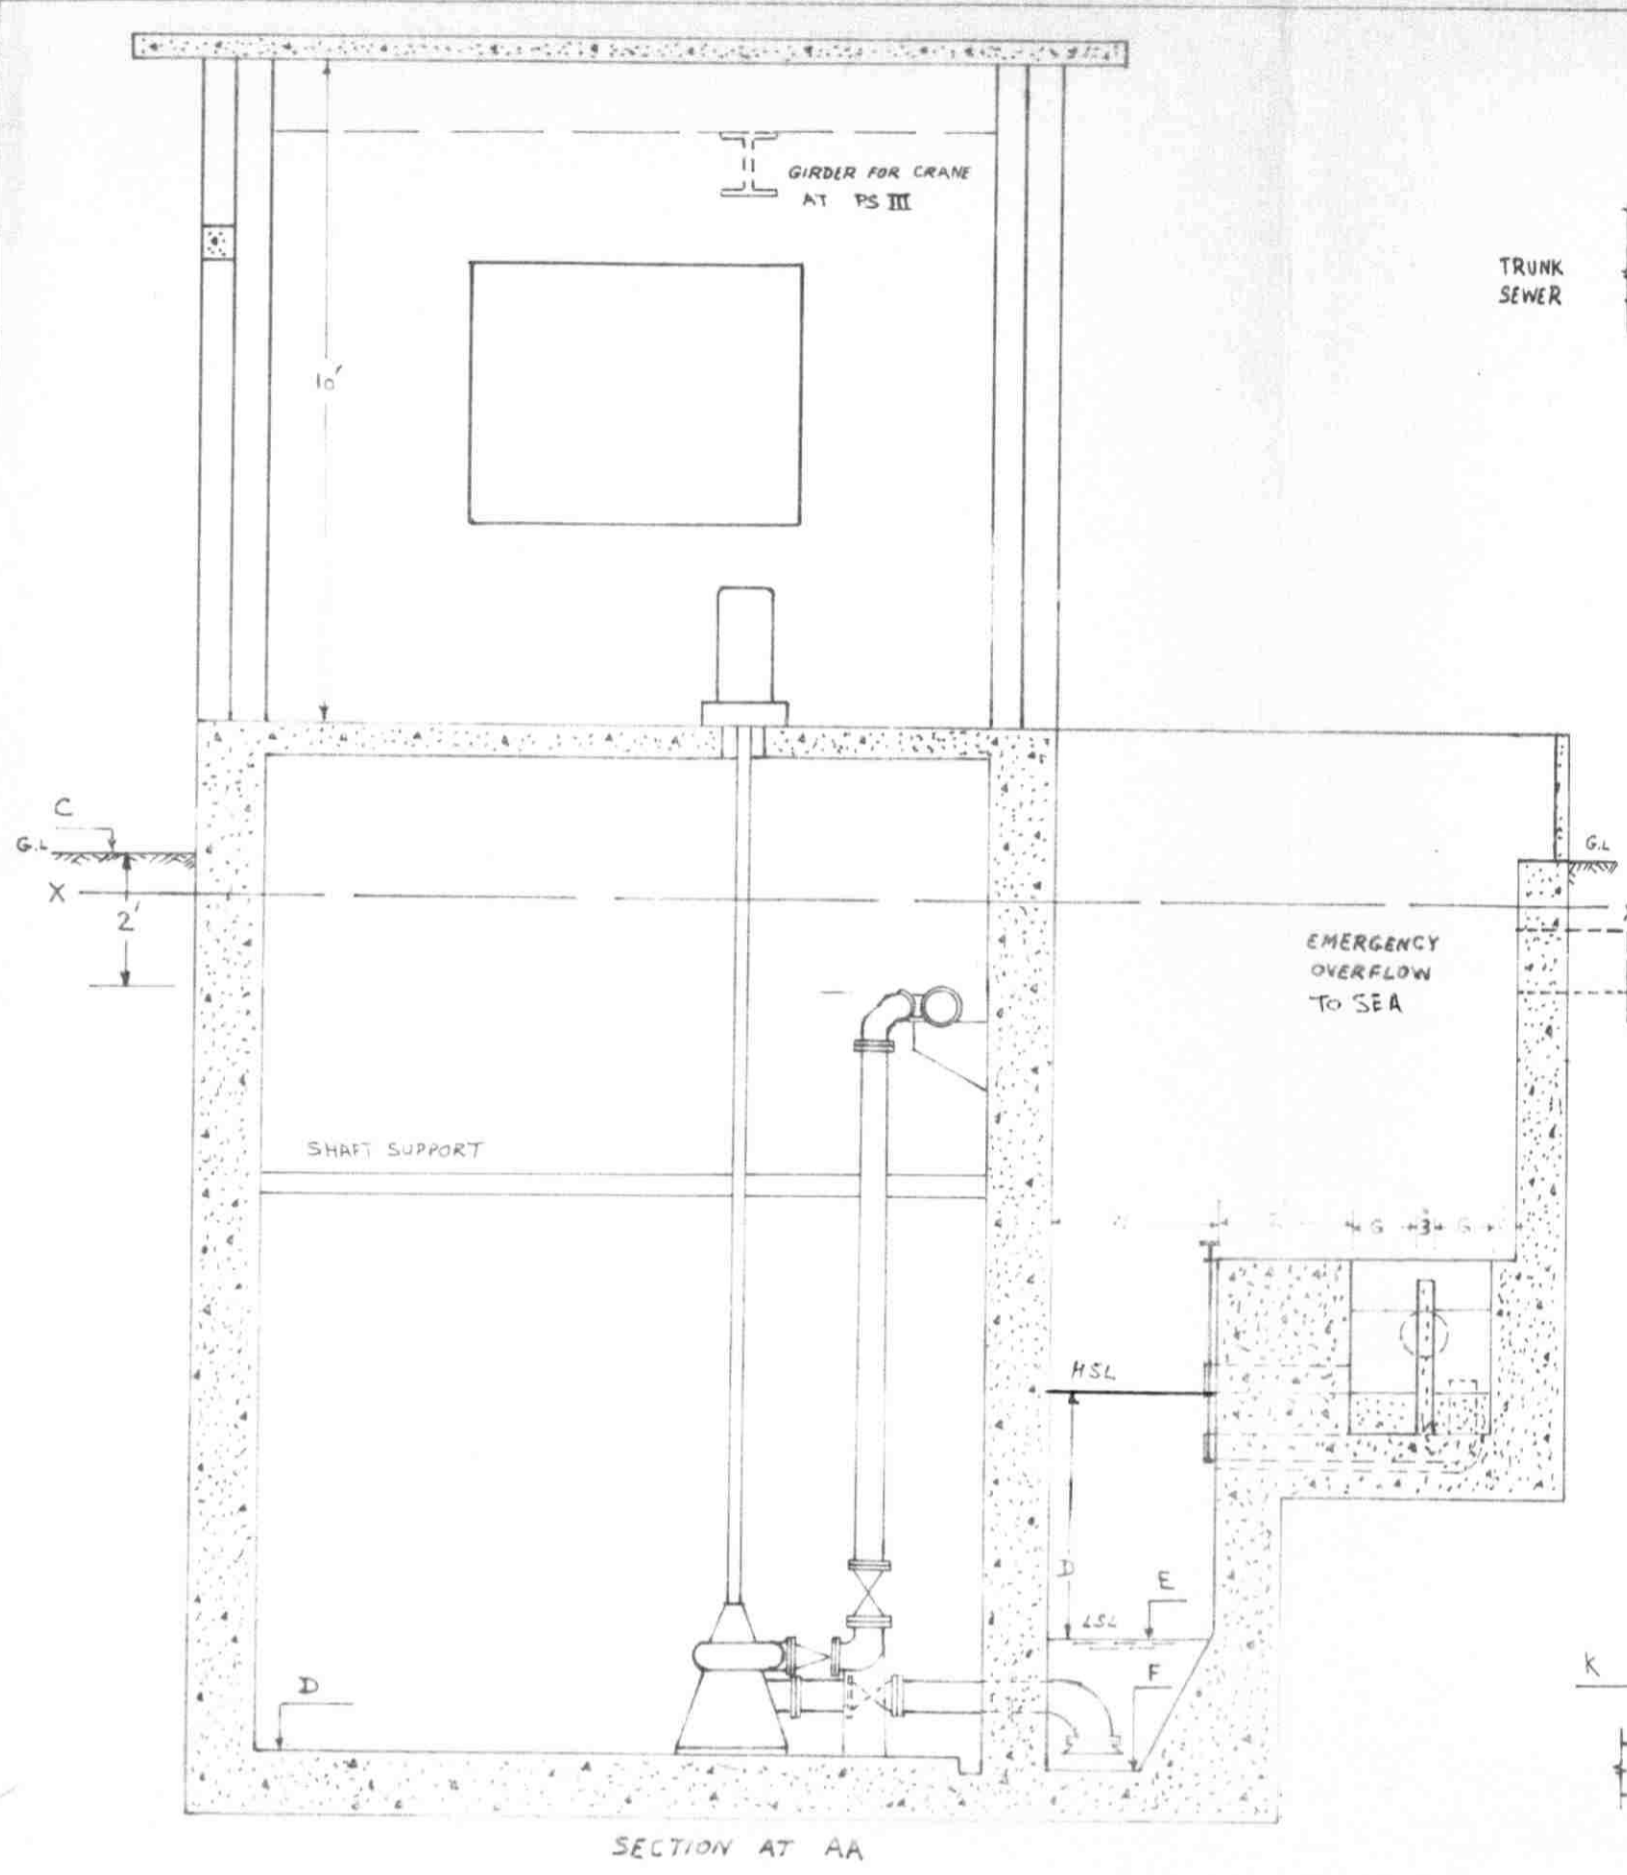 GIRDER FOR CRANE
AT PS III
TRUNK
SEWER
10'
C
G.L
X
2'
G.L
EMERGENCY
OVERFLOW
TO SEA
SHAFT SUPPORT
G 3 G
HSL
D
E
LSL
F
D
K
SECTION AT AA